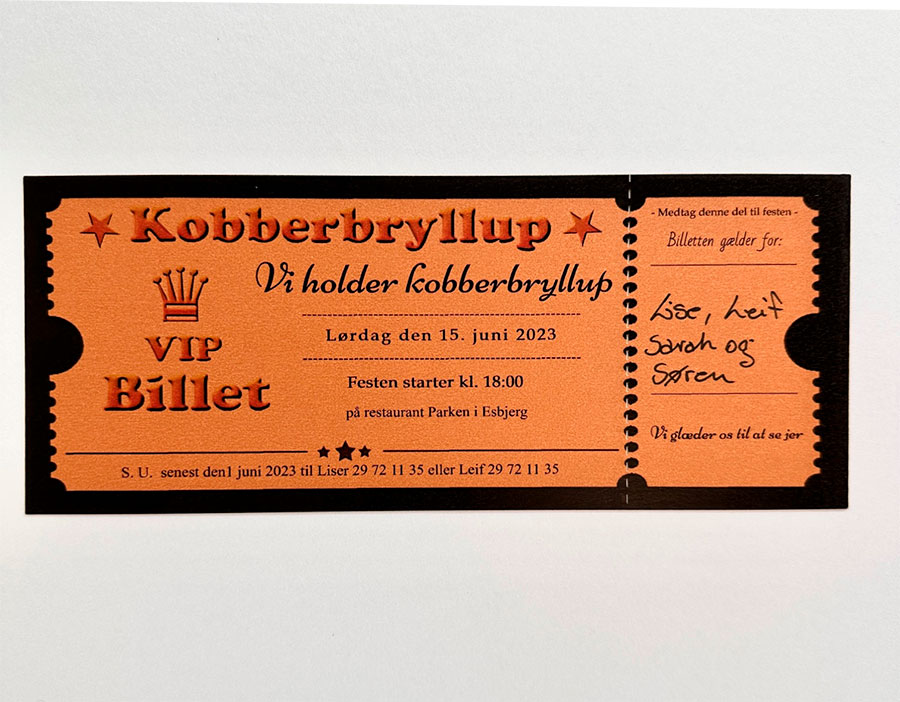 Kobberbryllup
Vi holder kobberbryllup
VIP
Billet
Lørdag den 15. juni 2023
Festen starter kl. 18:00
på restaurant Parken i Esbjerg
S. U. senest den1 juni 2023 til Liser 29 72 11 35 eller Leif 29 72 11 35
- Medtag denne del til festen -
Billetten gælder for:
Lise, Leif
Sarah og
Søren
Vi glæder os til at se jer